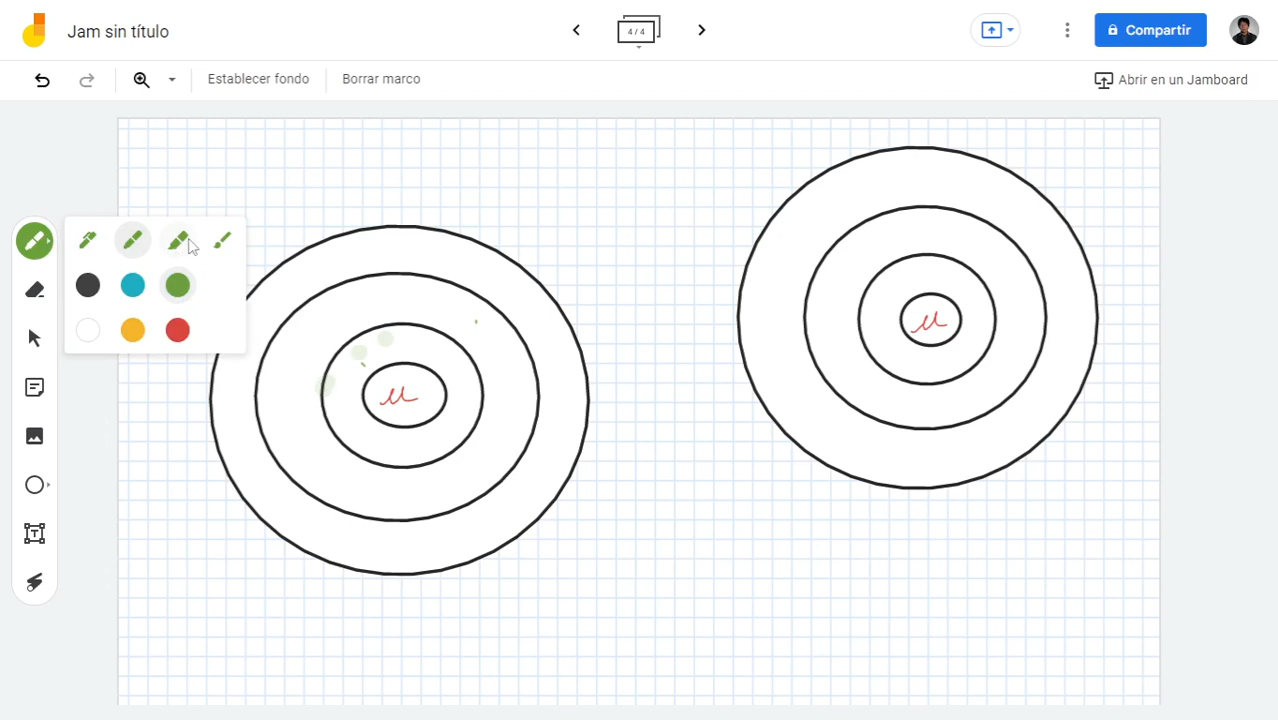 Jam sin título
4 / 4
Compartir
Establecer fondo
Borrar marco
Abrir en un Jamboard
T
μ
μ